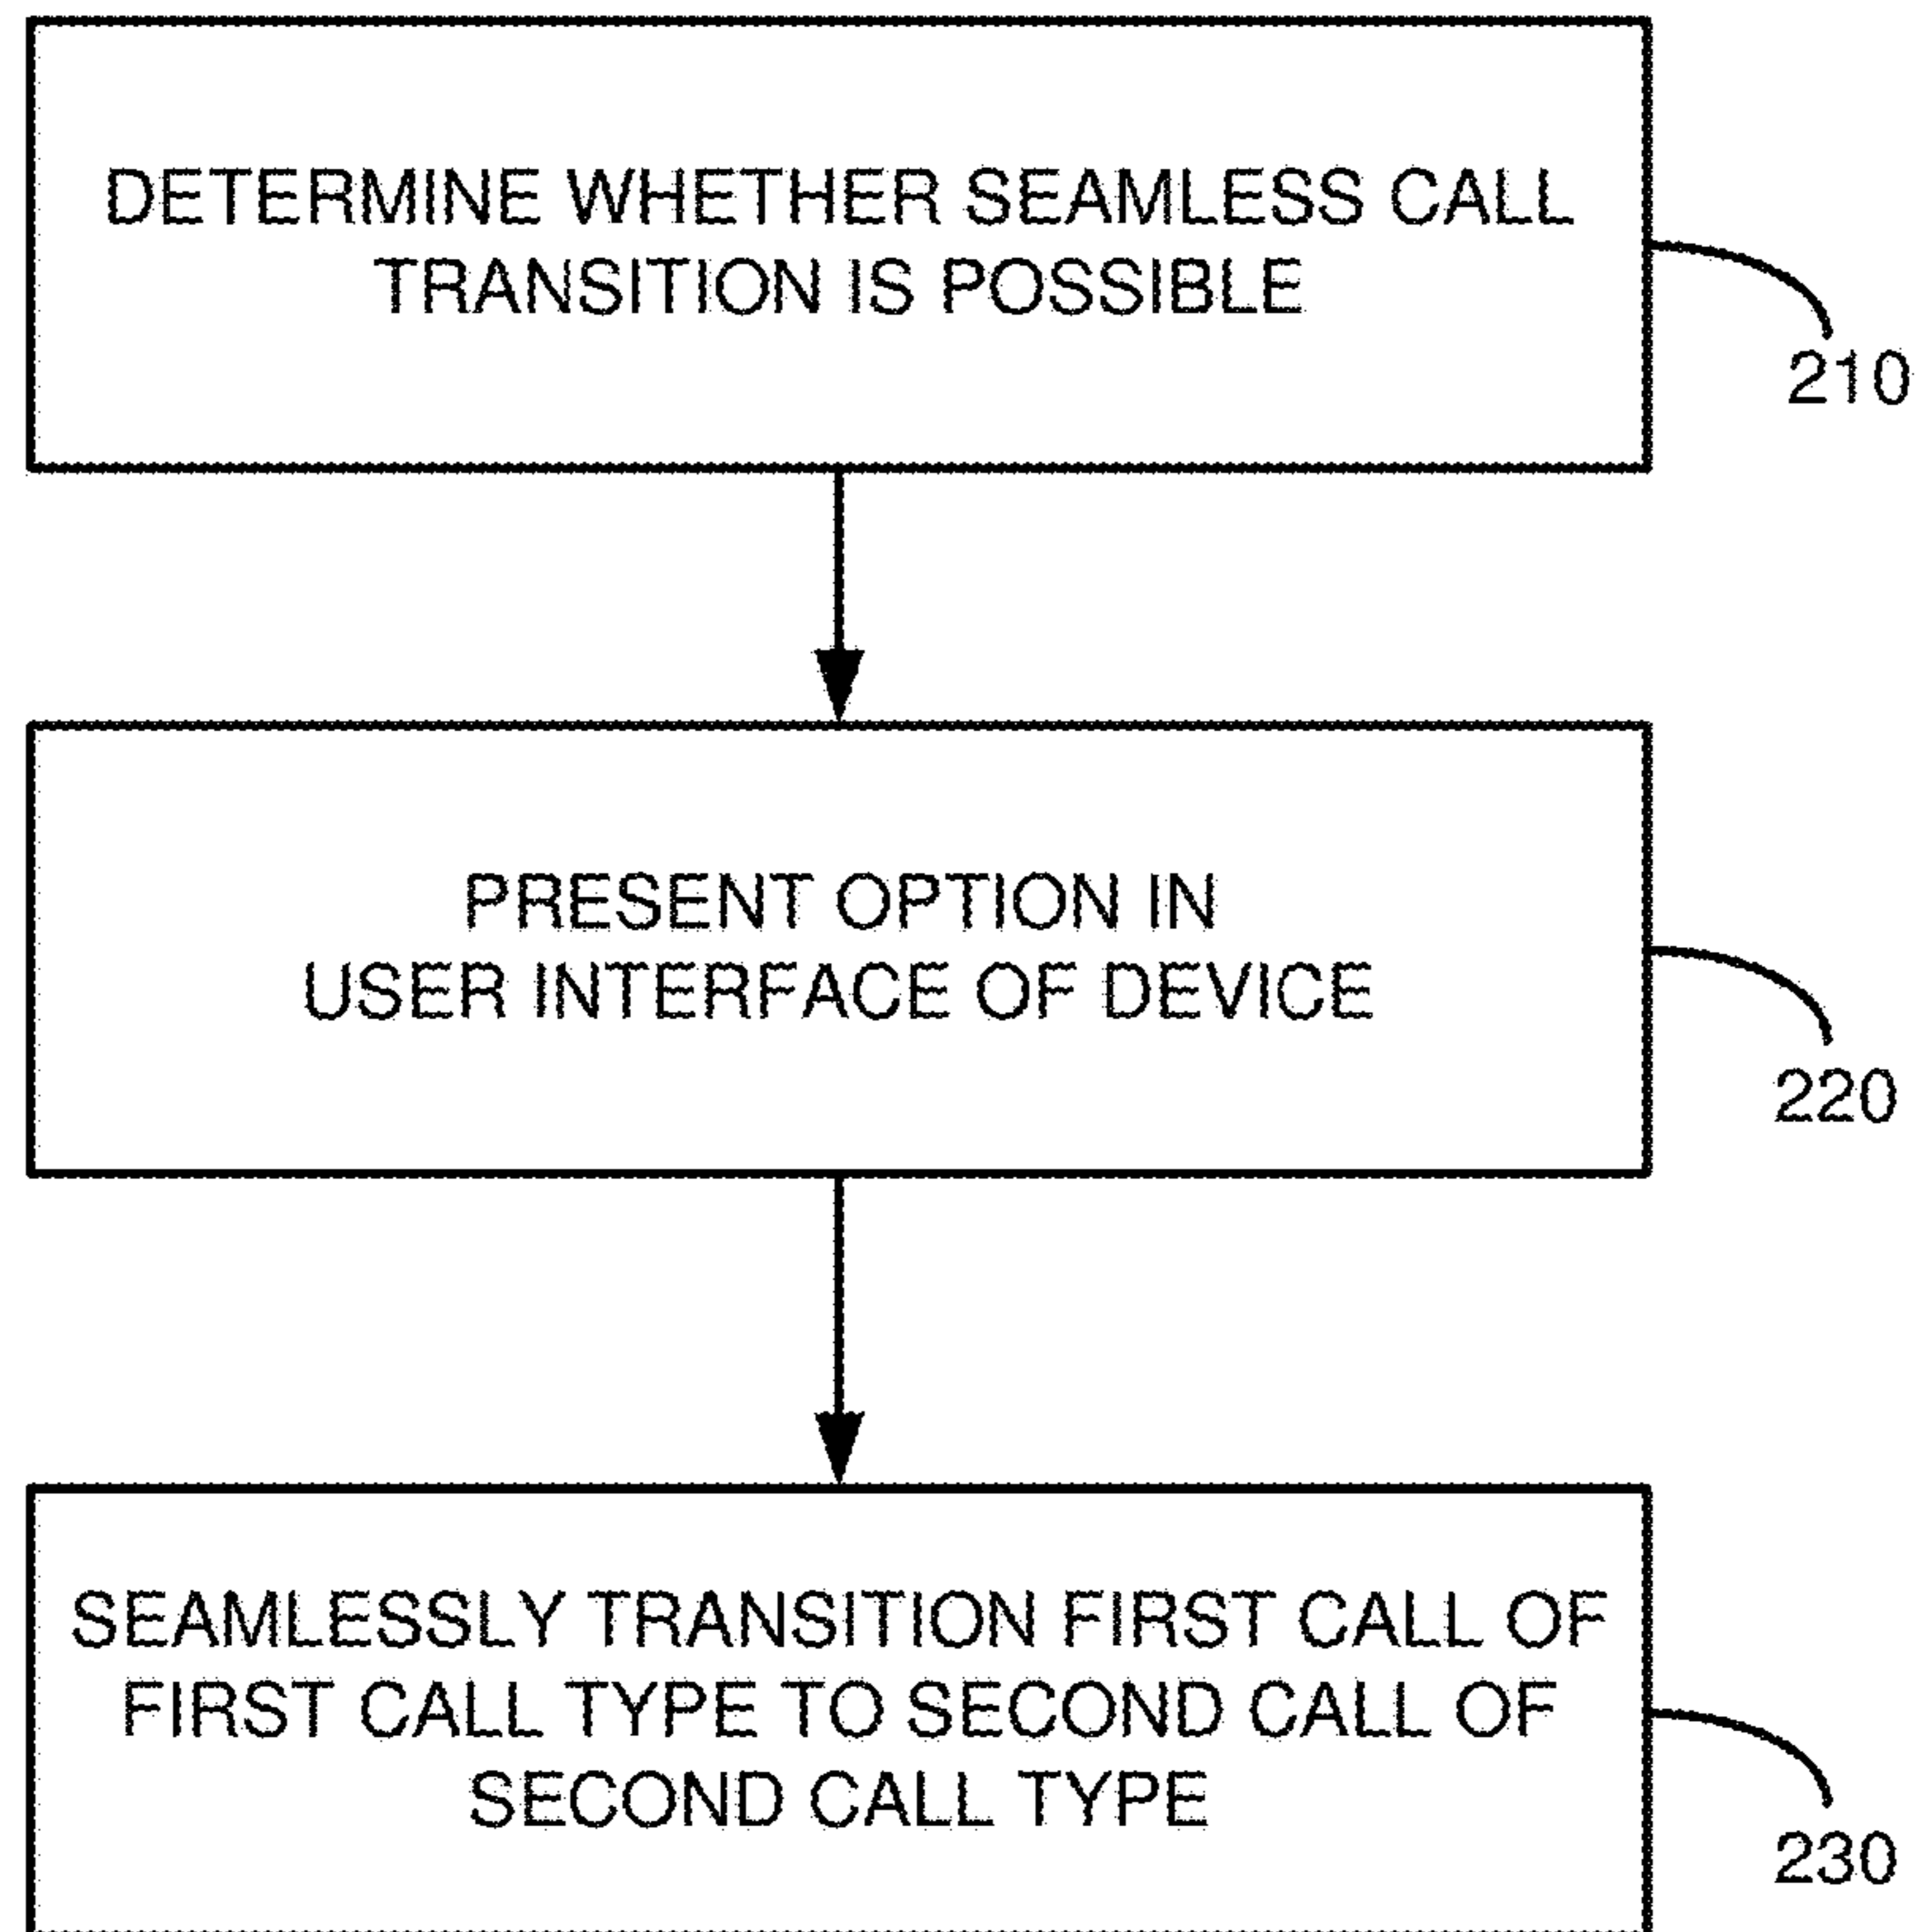 DETERMINE WHETHER SEAMLESS CALL
TRANSITION IS POSSIBLE
210
PRESENT OPTION IN
USER INTERFACE OF DEVICE
220
SEAMLESSLY TRANSITION FIRST CALL OF
FIRST CALL TYPE TO SECOND CALL OF
SECOND CALL TYPE
230